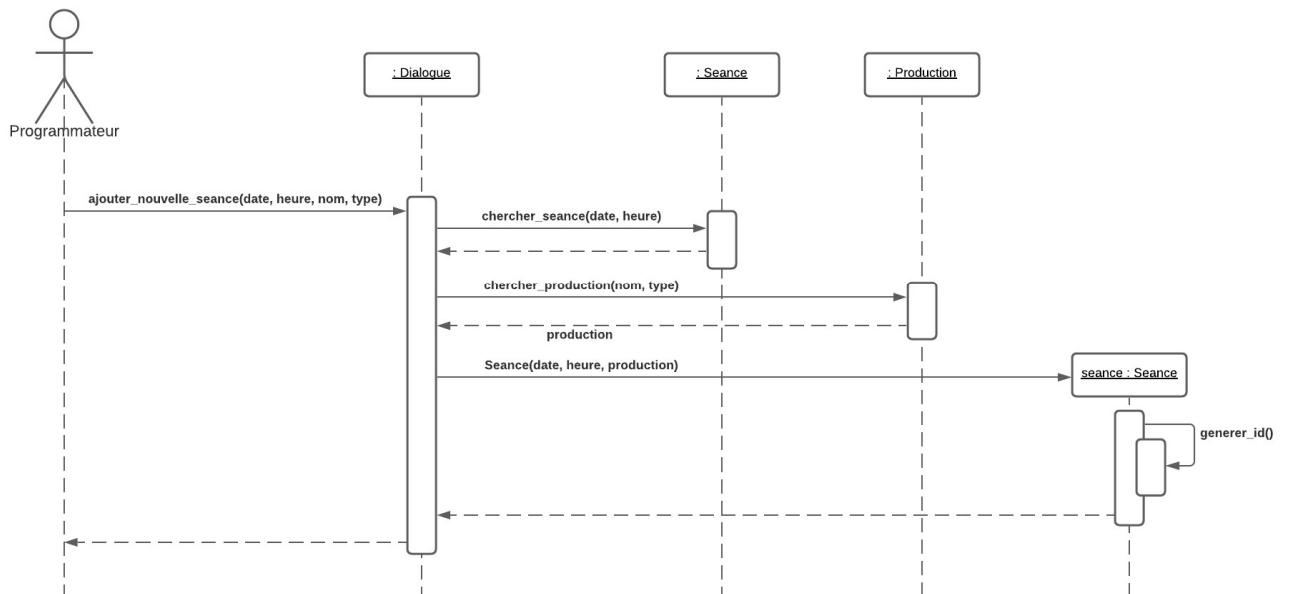 Programmateur
: Dialogue
: Seance
: Production
ajouter_nouvelle_seance(date, heure, nom, type)
chercher_seance(date, heure)
chercher_production(nom, type)
production
Seance(date, heure, production)
seance : Seance
generer_id()